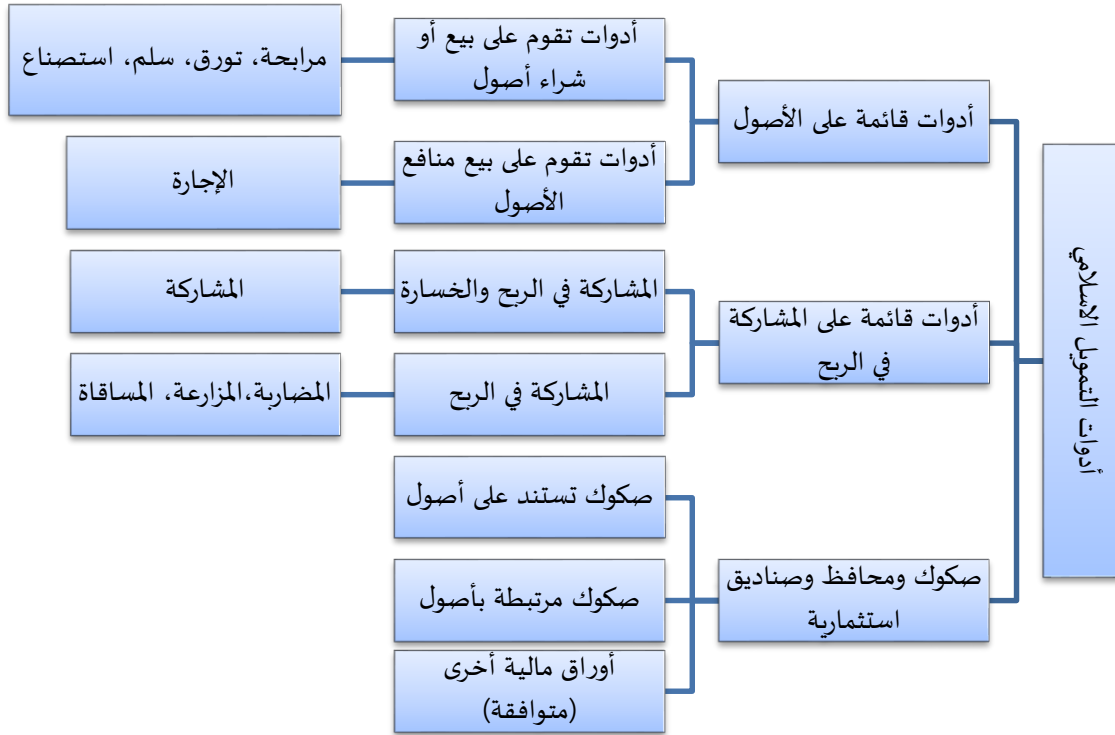 أدوات التمويل الاسلامي
أدوات قائمة على الأصول
أدوات تقوم على بيع أو
شراء أصول
مرابحة، تورق، سلم، استصناع
أدوات تقوم على بيع منافع
الأصول
الإجارة
أدوات قائمة على المشاركة
في الربح
المشاركة في الربح والخسارة
المشاركة
المشاركة في الربح
المضاربة،المزارعة، المساقاة
صكوك ومحافظ وصناديق
استثمارية
صكوك تستند على أصول
صكوك مرتبطة بأصول
أوراق مالية أخرى
(متوافقة)